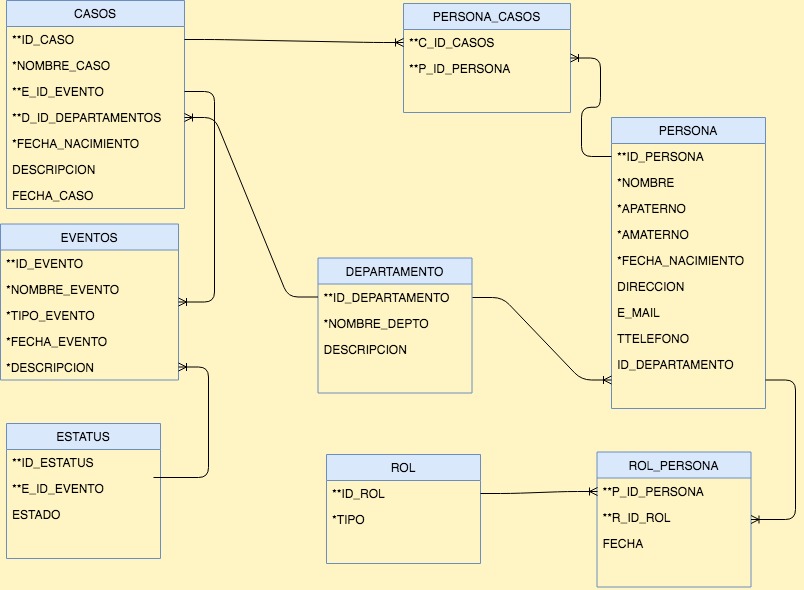 CASOS
**ID_CASO
*NOMBRE_CASO
**E_ID_EVENTO
**D_ID_DEPARTAMENTOS
*FECHA_NACIMIENTO
DESCRIPCION
FECHA_CASO
PERSONA_CASOS
**C_ID_CASOS
**P_ID_PERSONA
PERSONA
**ID_PERSONA
*NOMBRE
*APATERNO
*AMATERNO
*FECHA_NACIMIENTO
DIRECCION
E_MAIL
TTELEFONO
ID_DEPARTAMENTO
EVENTOS
**ID_EVENTO
*NOMBRE_EVENTO
*TIPO_EVENTO
*FECHA_EVENTO
*DESCRIPCION
DEPARTAMENTO
**ID_DEPARTAMENTO
*NOMBRE_DEPTO
DESCRIPCION
ESTATUS
**ID_ESTATUS
**E_ID_EVENTO
ESTADO
ROL
**ID_ROL
*TIPO
ROL_PERSONA
**P_ID_PERSONA
**R_ID_ROL
FECHA